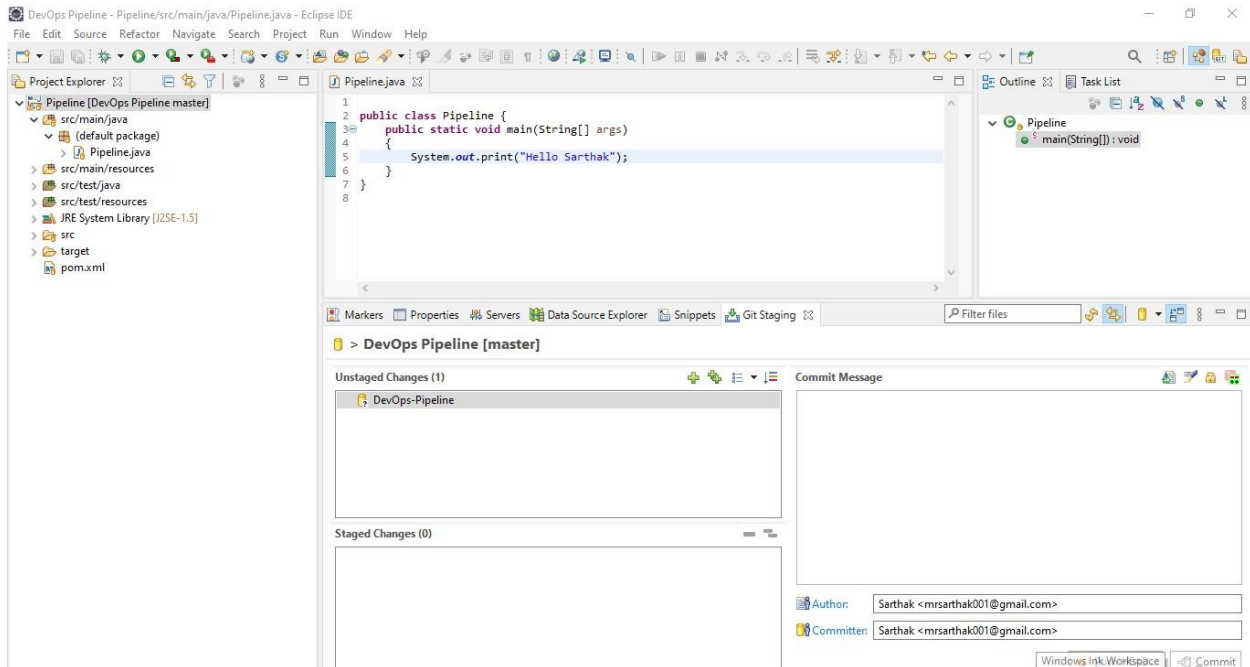 DevOps Pipeline - Pipeline/src/main/java/Pipeline.java - Eclipse IDE
File Edit Source Refactor Navigate Search Project Run Window Help
Project Explorer
Pipeline [DevOps Pipeline master]
src/main/java
(default package)
Pipeline.java
src/main/resources
src/test/java
src/test/resources
JRE System Library [J2SE-1.5]
src
target
pom.xml
Pipeline.java
1
2 public class Pipeline {
3 public static void main(String[] args)
4 {
5 System.out.print("Hello Sarthak");
6 }
7 }
8
Outline Task List
Pipeline
main(String[]) : void
Markers Properties Servers Data Source Explorer Snippets Git Staging
Filter files
> DevOps Pipeline [master]
Unstaged Changes (1)
DevOps-Pipeline
Staged Changes (0)
Commit Message
Author: Sarthak <mrsarthak001@gmail.com>
Committer: Sarthak <mrsarthak001@gmail.com>
Windows Ink Workspace Commit